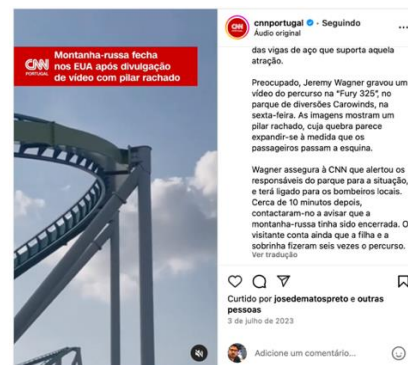 CNN
PORTUGAL
Montanha-russa fecha
nos EUA após divulgação
de vídeo com pilar rachado
cnnportugal • Seguindo
Áudio original
das vigas de aço que suporta aquela
atração.
Preocupado, Jeremy Wagner gravou um
vídeo do percurso na "Fury 325", no
parque de diversões Carowinds, na
sexta-feira. As imagens mostram um
pilar rachado, cuja quebra parece
expandir-se à medida que os
passageiros passam a esquina.
Wagner assegura à CNN que alertou os
responsáveis do parque para a situação,
e terá ligado para os bombeiros locais.
Cerca de 10 minutos depois,
contactaram-no a avisar que a
montanha-russa tinha sido encerrada. O
visitante conta ainda que a filha e a
sobrinha fizeram seis vezes o percurso.
Ver tradução
Curtido por josedematospreto e outras
pessoas
3 de julho de 2023
Adicione um comentário...